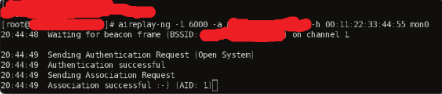 [root@ ]# aireplay-ng -1 6000 -a -h 00:11:22:33:44:55 mon0
20:44:48 Waiting for beacon frame (BSSID: on channel 1
20:44:49 Sending Authentication Request (Open System)
20:44:49 Authentication successful
20:44:49 Sending Association Request
20:44:49 Association successful :-) (AID: 1)